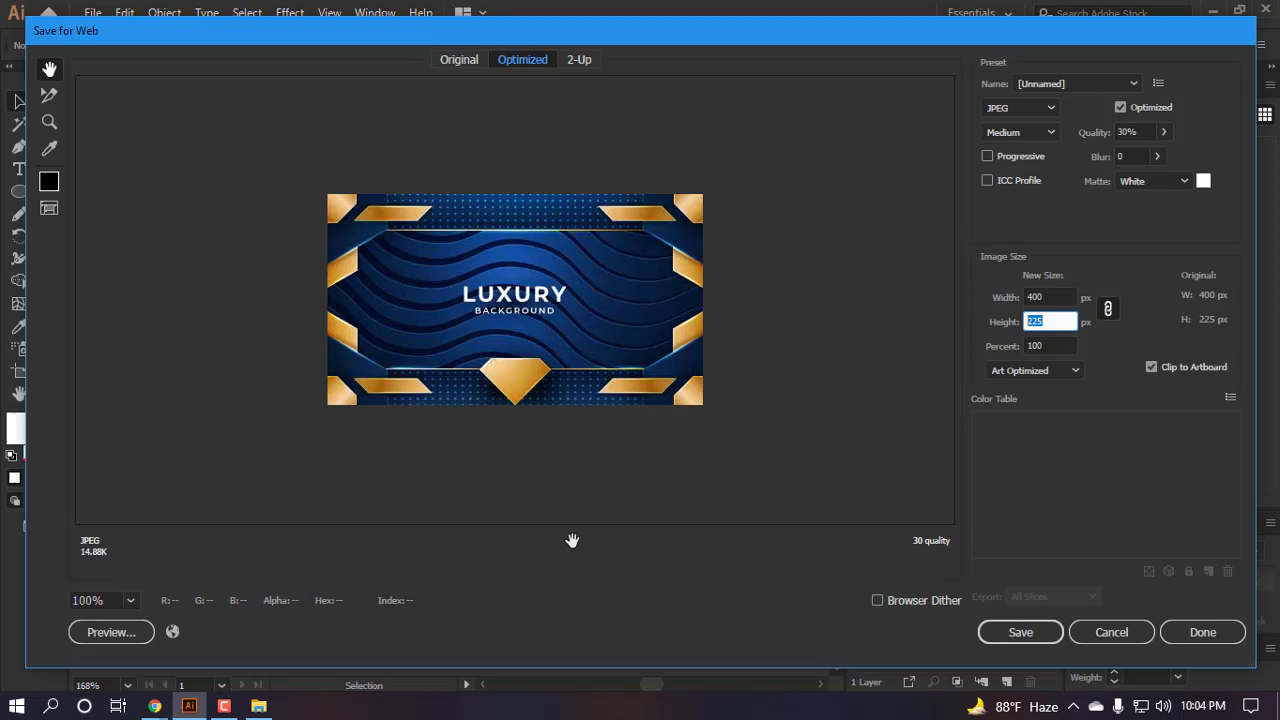 Ai File Edit Object Type Select Effect View Window Help Essentials Search Adobe Stock
Save for Web
No
Original Optimized 2-Up
Preset
Name: [Unnamed]
JPEG Optimized
Medium Quality: 30%
Progressive Blur: 0
ICC Profile Matte: White
Image Size
New Size: Original:
Width: 400 px W: 400 px
Height: 225 px H: 225 px
Percent: 100
Art Optimized Clip to Artboard
Color Table
LUXURY
BACKGROUND
JPEG 30 quality
14.88K
Export: All Slices
100% R: -- G: -- B: -- Alpha: -- Hex: -- Index: -- Browser Dither
Preview... Save Cancel Done
168% 1 Selection 1 Layer Weight:
Ai 88°F Haze 10:04 PM